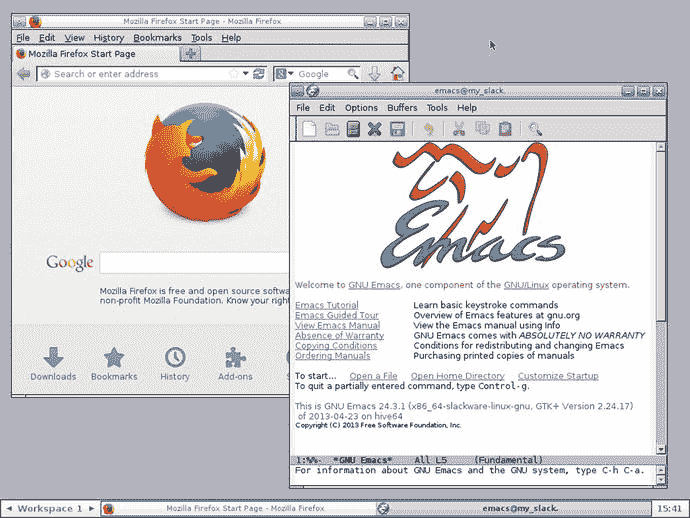 Mozilla Firefox Start Page - Mozilla Firefox
File Edit View History Bookmarks Tools Help
Mozilla Firefox Start Page
Search or enter address
Google
Google
Mozilla Firefox is free and open source softwa
non-profit Mozilla Foundation. Know your right
Downloads Bookmarks History Add-ons S
emacs@my_slack.
File Edit Options Buffers Tools Help
Emacs
Welcome to GNU Emacs, one component of the GNU/Linux operating system.
Emacs Tutorial Learn basic keystroke commands
Emacs Guided Tour Overview of Emacs features at gnu.org
View Emacs Manual View the Emacs manual using Info
Absence of Warranty GNU Emacs comes with ABSOLUTELY NO WARRANTY
Copying Conditions Conditions for redistributing and changing Emacs
Ordering Manuals Purchasing printed copies of manuals
To start... Open a File Open Home Directory Customize Startup
To quit a partially entered command, type Control-g.
This is GNU Emacs 24.3.1 (x86_64-slackware-linux-gnu, GTK+ Version 2.24.17)
of 2013-04-23 on hive64
Copyright (C) 2013 Free Software Foundation, Inc.
1:%%- *GNU Emacs* All L5 (Fundamental)
For information about GNU Emacs and the GNU system, type C-h C-a.
Workspace 1 Mozilla Firefox Start Page - Mozilla Firefox emacs@my_slack. 15:41